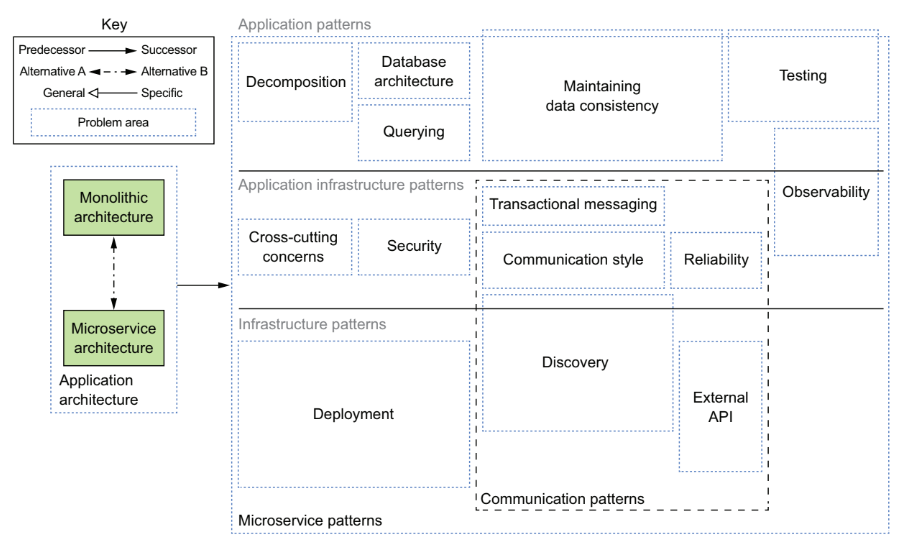 Key
Predecessor
Successor
Alternative A
Alternative B
General
Specific
Problem area
Monolithic
architecture
Microservice
architecture
Application
architecture
Application patterns
Decomposition
Database
architecture
Querying
Maintaining
data consistency
Testing
Observability
Application infrastructure patterns
Cross-cutting
concerns
Security
Transactional messaging
Communication style
Reliability
Infrastructure patterns
Deployment
Discovery
External
API
Communication patterns
Microservice patterns